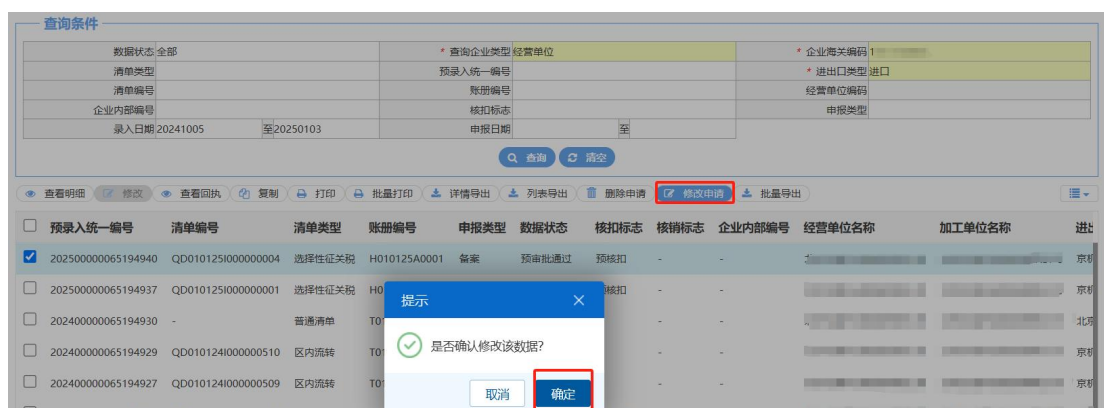 查询条件
数据状态 全部 * 查询企业类型 经营单位 * 企业海关编码 1
清单类型 预录入统一编号 * 进出口类型 进口
清单编号 账册编号 经营单位编码
企业内部编号 核扣标志 申报类型
录入日期 20241005 至 20250103 申报日期 至
查询 清空
查看明细 修改 查看回执 复制 打印 批量打印 详情导出 列表导出 删除申请 修改申请 批量导出
预录入统一编号 清单编号 清单类型 账册编号 申报类型 数据状态 核扣标志 核销标志 企业内部编号 经营单位名称 加工单位名称 进出
202500000065194940 QD010125I000000004 选择性征关税 H010125A0001 备案 预审批通过 预核扣 - - 京机
202500000065194937 QD010125I000000001 选择性征关税 H0 核扣 - - 京机
202400000065194930 - 普通清单 T01 - - 北京
202400000065194929 QD010124I000000510 区内流转 T01 - - 京机
202400000065194927 QD010124I000000509 区内流转 T01 - - 京机
提示
是否确认修改该数据?
取消 确定